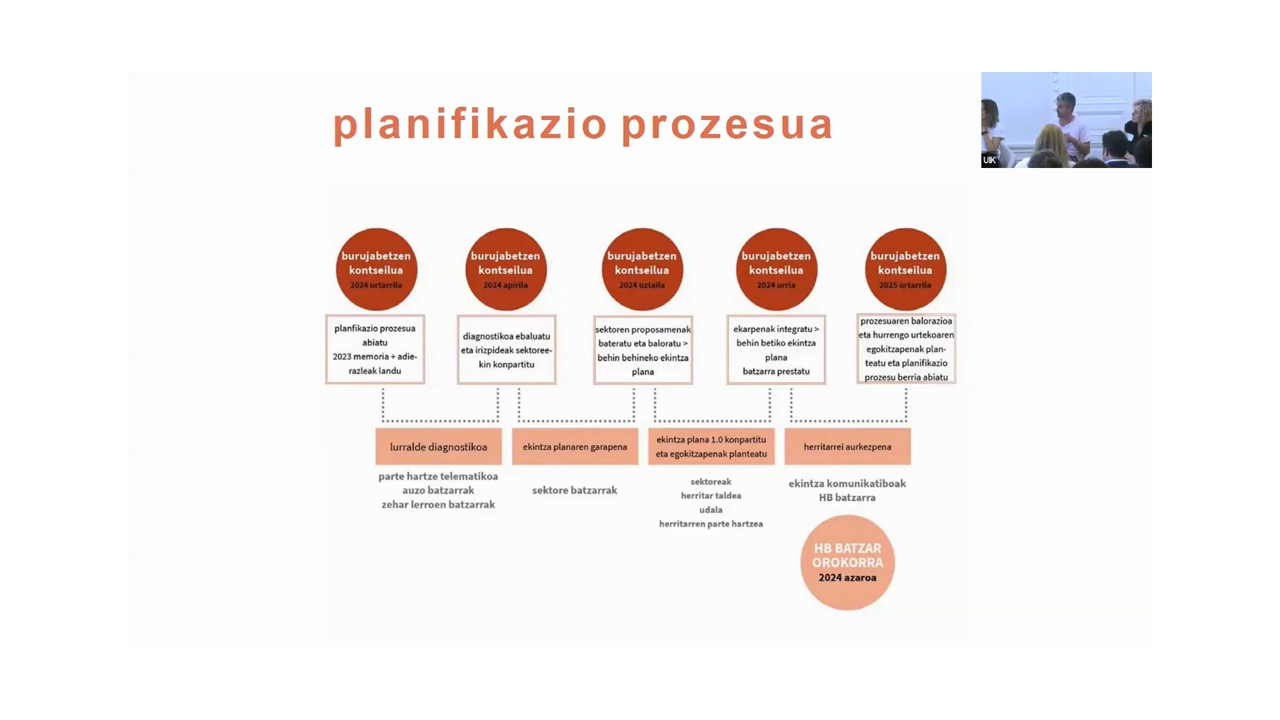 planifikazio prozesua
UIK
burujabetzen
kontseilua
2024 urtarrila
burujabetzen
kontseilua
2024 apirila
burujabetzen
kontseilua
2024 uztaila
burujabetzen
kontseilua
2024 urria
burujabetzen
kontseilua
2025 urtarrila
planfikazio prozesua
abiatu
2023 memoria + adie-
razleak landu
diagnostikoa ebaluatu
eta irizpideak sektoree-
kin konpartitu
sektoren proposamenak
bateratu eta baloratu >
behin behineko ekintza
plana
ekarpenak integratu >
behin betiko ekintza
plana
batzarra prestatu
prozesuaren balorazioa
eta hurrengo urtekoaren
egokitzapenak plan-
teatu eta planifikazio
prozesu berria abiatu
lurralde diagnostikoa
ekintza planaren garapena
ekintza plana 1.0 konpartitu
eta egokitzapenak planteatu
herritarrei aurkezpena
parte hartze telematikoa
auzo batzarrak
zehar lerroen batzarrak
sektore batzarrak
sektoreak
herritar taldea
udala
herritarren parte hartzea
ekintza komunikatiboak
HB batzarra
HB BATZAR
OROKORRA
2024 azaroa